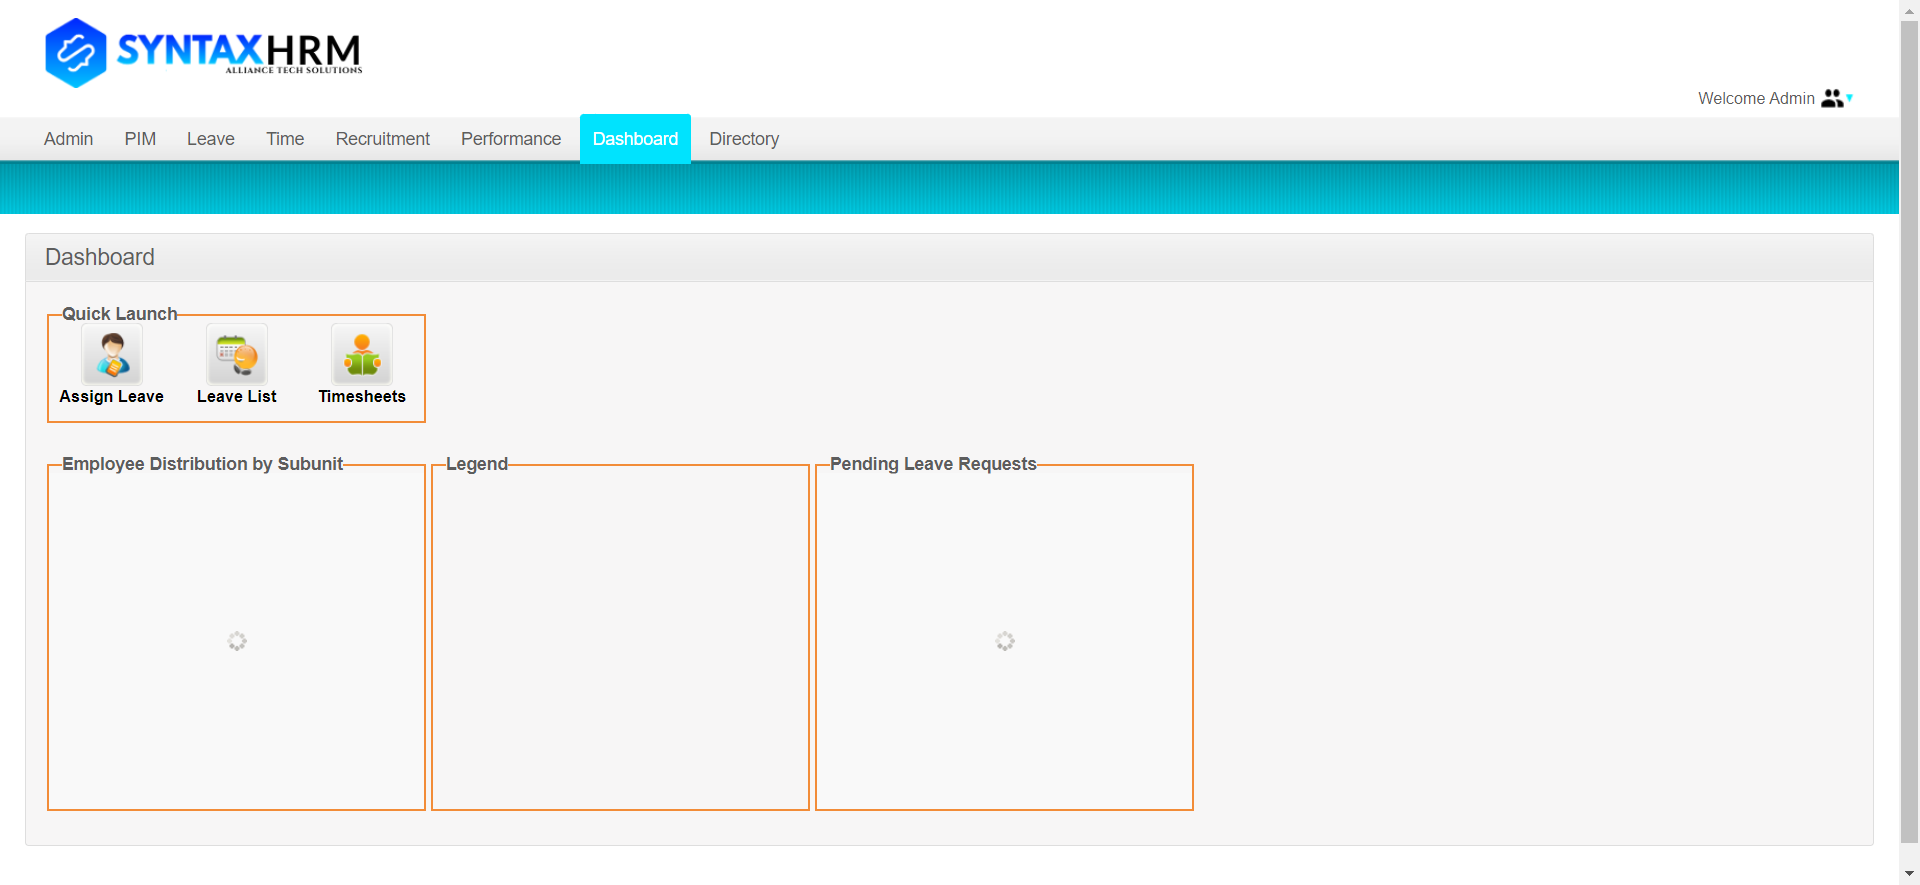 SYNTAXHRM
ALLIANCE TECH SOLUTIONS
Welcome Admin
Admin PIM Leave Time Recruitment Performance Dashboard Directory
Dashboard
Quick Launch
Assign Leave Leave List Timesheets
Employee Distribution by Subunit Legend Pending Leave Requests